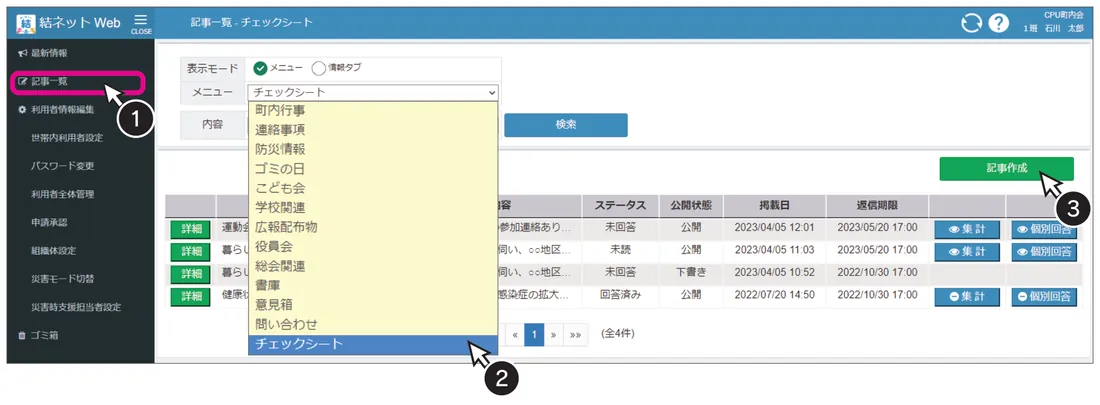 結 結ネット Web CLOSE
記事一覧 - チェックシート
? CPU町内会
1班 石川 太郎
最新情報
記事一覧
1
利用者情報編集
世帯内利用者設定
パスワード変更
利用者全体管理
申請承認
組織体設定
災害モード切替
災害時支援担当者設定
ゴミ箱
表示モード メニュー 情報タブ
メニュー チェックシート
内容 検索
町内行事
連絡事項
防災情報
ゴミの日
こども会
学校関連
広報配布物
役員会
総会関連
書庫
意見箱
問い合わせ
チェックシート
2
記事作成
3
内容 ステータス 公開状態 掲載日 返信期限
詳細 運動会 参加連絡あり... 未回答 公開 2023/04/05 12:01 2023/05/20 17:00 集計 個別回答
詳細 暮らし 伺い、○○地区... 未読 公開 2023/04/05 11:03 2023/05/20 17:00 集計 個別回答
詳細 暮らし 伺い、○○地区... 未回答 下書き 2023/04/05 10:52 2022/10/30 17:00
詳細 健康状 感染症の拡大... 回答済み 公開 2022/07/20 14:50 2022/10/30 17:00 集計 個別回答
« 1 » »» (全4件)